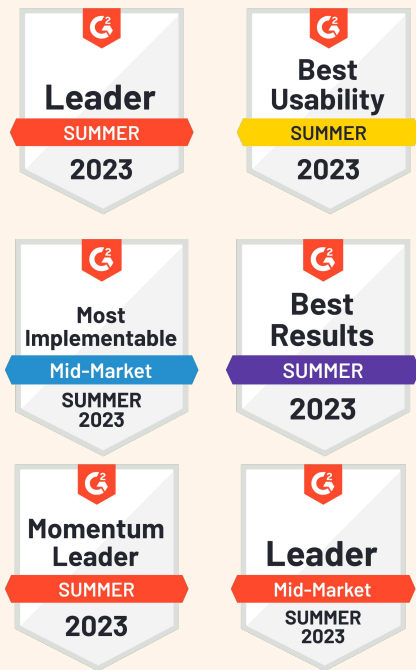 G2
Leader
SUMMER
2023
G2
Best
Usability
SUMMER
2023
G2
Most
Implementable
Mid-Market
SUMMER
2023
G2
Best
Results
SUMMER
2023
G2
Momentum
Leader
SUMMER
2023
G2
Leader
Mid-Market
SUMMER
2023